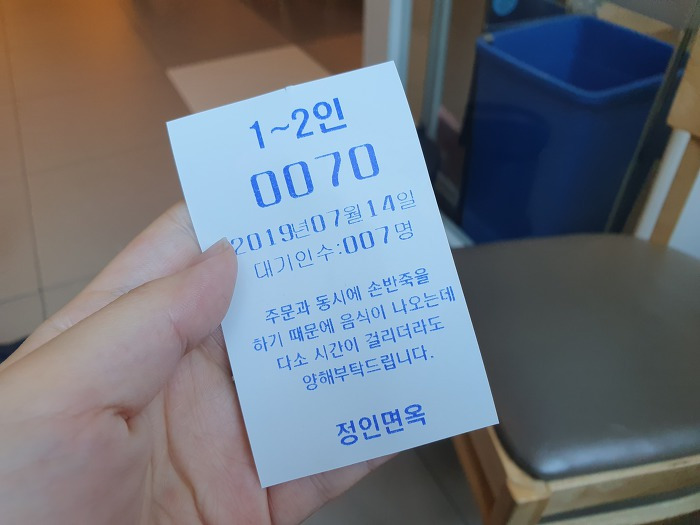 1~2인
0070
2019년07월14일
대기인수:007명
주문과 동시에 손반죽을
하기 때문에 음식이 나오는데
다소 시간이 걸리더라도
양해부탁드립니다.
정인면옥